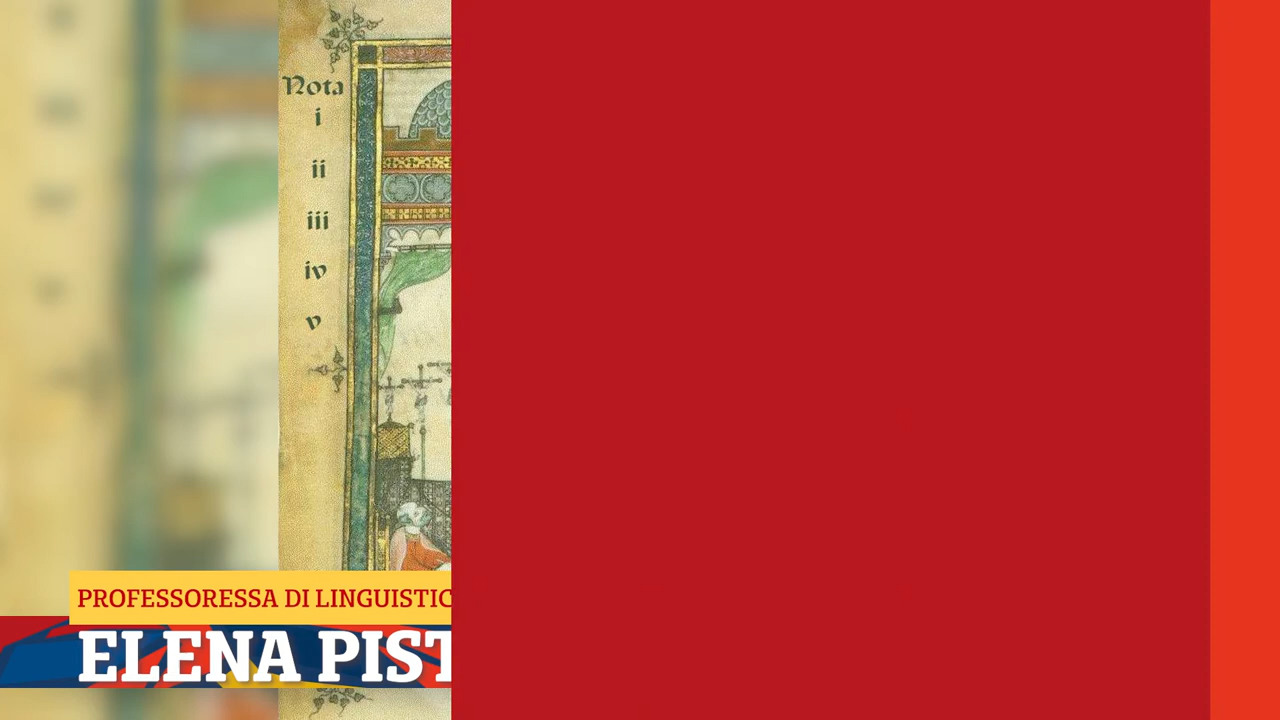 Nota
i
ii
iii
iv
v
PROFESSORESSA DI LINGUISTIC
ELENA PIST